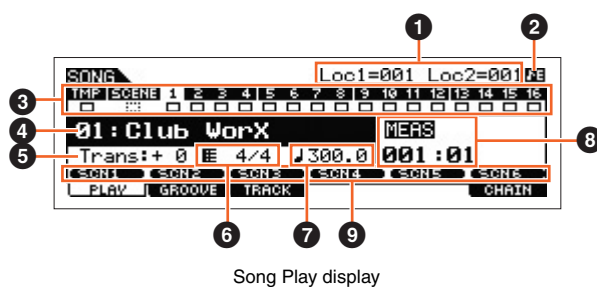 1 2
SONG Loc1=001 Loc2=001
3 TMP SCENE 1 2 3 4 5 6 7 8 9 10 11 12 13 14 15 16
4 01:Club WorX MEAS 8
5 Trans:+ 0 4/4 ♩300.0 001:01
SCN1 SCN2 SCN3 SCN4 SCN5 SCN6
PLAY GROOVE TRACK CHAIN
6 7 9
Song Play display